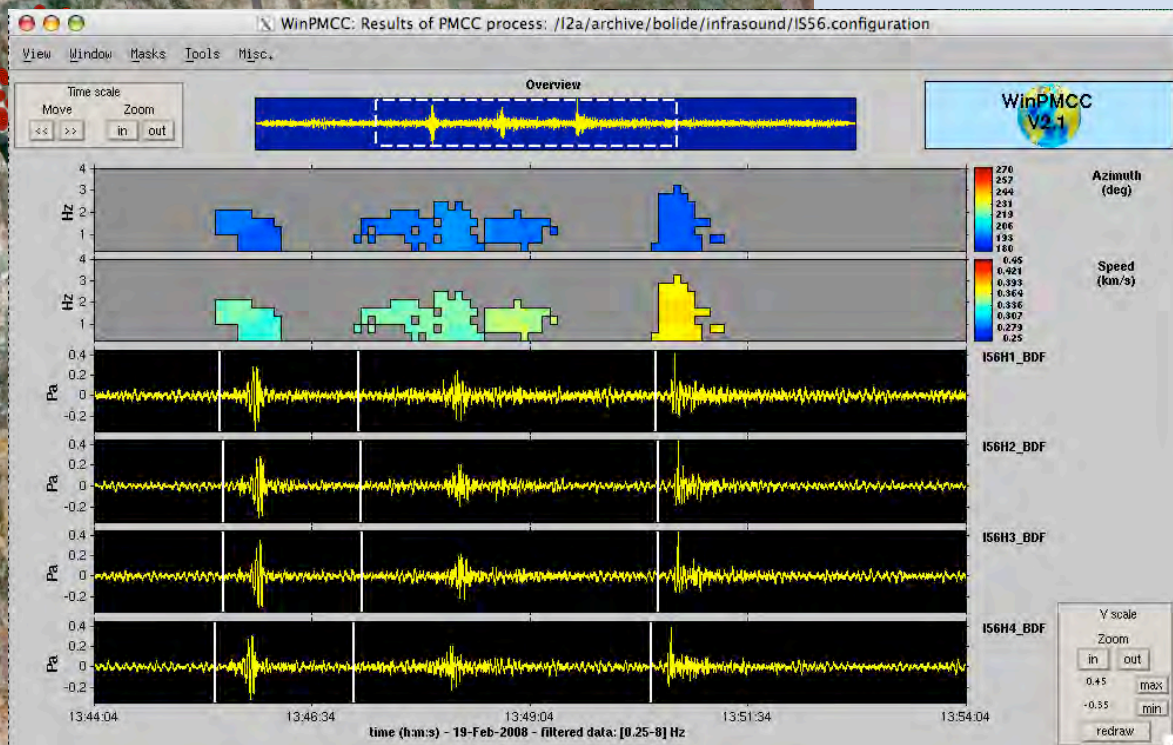 WinPMCC: Results of PMCC process: /l2a/archive/bolide/infrasound/IS56.configuration
View Window Masks Tools Misc.
Time scale
Move Zoom
<< >> in out
Overview
WinPMCC
V2.1
4
3
2
1
Hz
270
257
244
231
219
206
193
180
Azimuth
(deg)
4
3
2
1
Hz
0.45
0.421
0.393
0.364
0.336
0.307
0.279
0.25
Speed
(km/s)
0.4
0.2
0
-0.2
Pa
I56H1_BDF
0.4
0.2
0
-0.2
Pa
I56H2_BDF
0.4
0.2
0
-0.2
Pa
I56H3_BDF
0.4
0.2
0
-0.2
Pa
I56H4_BDF
13:44:04 13:46:34 13:49:04 13:51:34 13:54:04
time (h:m:s) - 19-Feb-2008 - filtered data: [0.25-8] Hz
V scale
Zoom
in out
0.45 max
-0.35 min
redraw